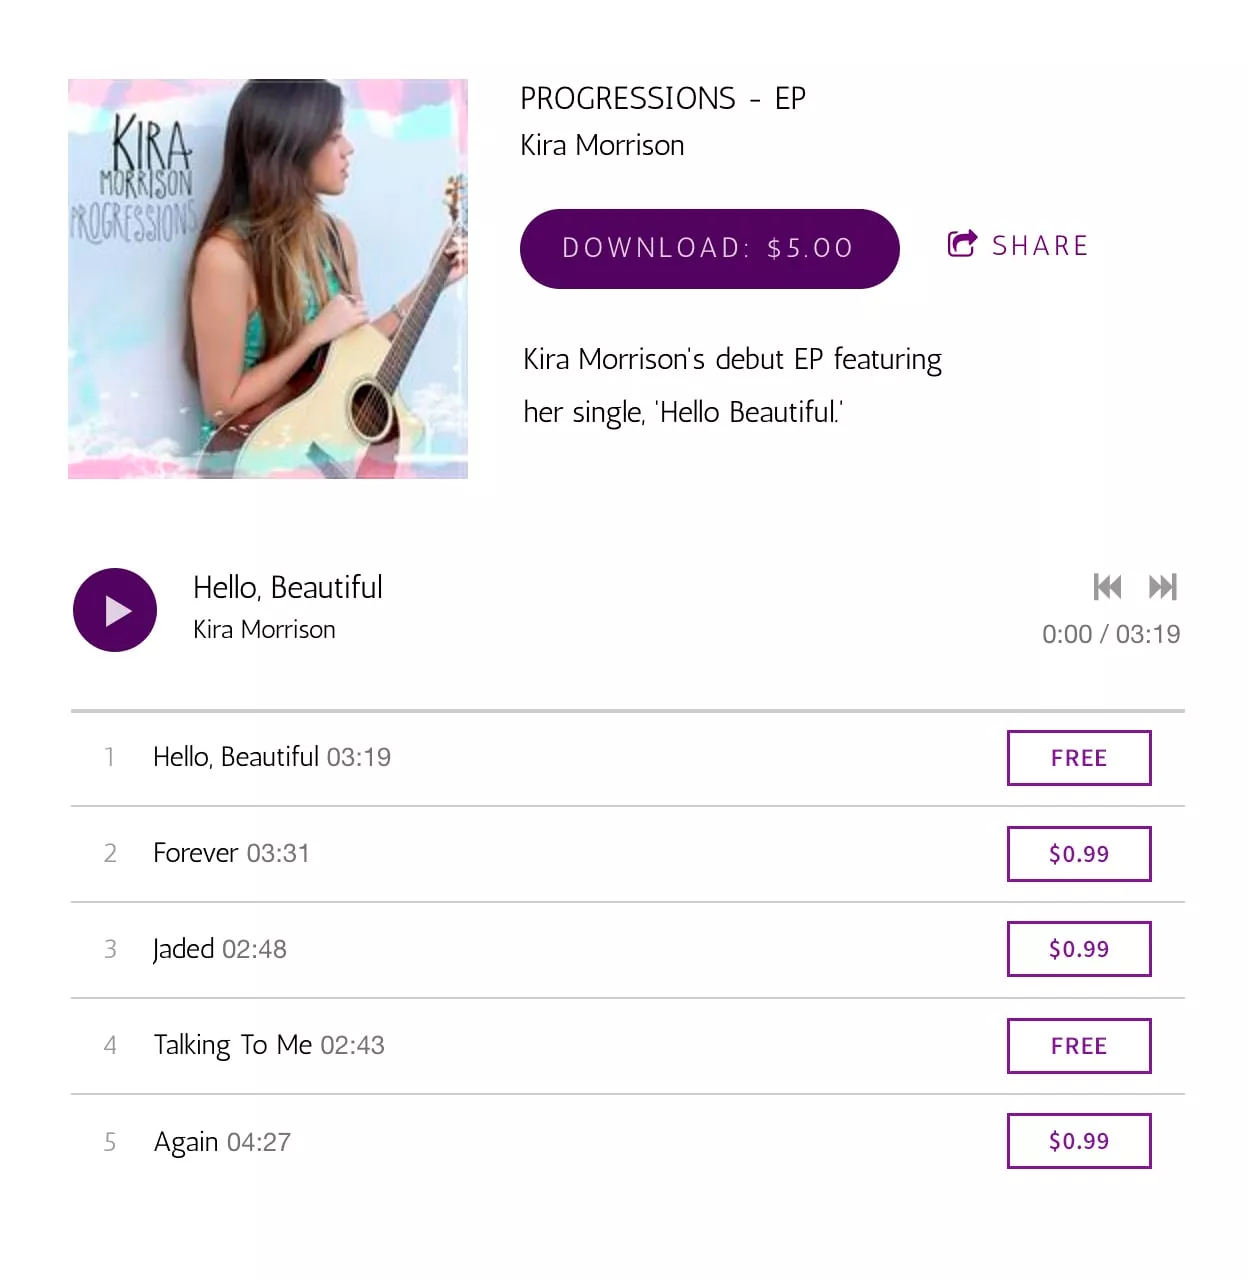 KIRA
MORRISON
PROGRESSIONS
PROGRESSIONS - EP
Kira Morrison
DOWNLOAD: $5.00
SHARE
Kira Morrison's debut EP featuring
her single, 'Hello Beautiful.'
Hello, Beautiful
Kira Morrison
0:00 / 03:19
1 Hello, Beautiful 03:19 FREE
2 Forever 03:31 $0.99
3 Jaded 02:48 $0.99
4 Talking To Me 02:43 FREE
5 Again 04:27 $0.99